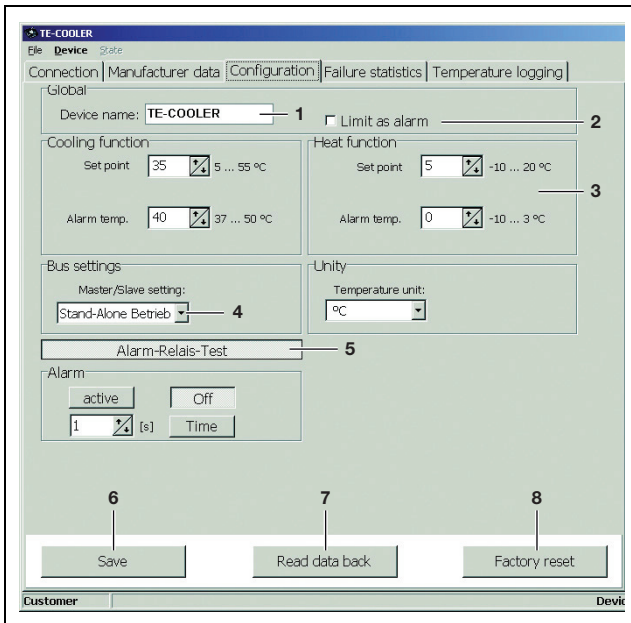 TE-COOLER
File Device State
Connection Manufacturer data Configuration Failure statistics Temperature logging
Global
Device name: TE-COOLER 1
Limit as alarm 2
Cooling function
Set point 35 5 ... 55 ºC
Alarm temp. 40 37 ... 50 ºC
Heat function
Set point 5 -10 ... 20 ºC
3
Alarm temp. 0 -10 ... 3 ºC
Bus settings
Master/Slave setting:
Stand-Alone Betrieb 4
Unity
Temperature unit:
ºC
Alarm-Relais-Test 5
Alarm
active Off
1 [s] Time
6 7 8
Save Read data back Factory reset
Customer Devic